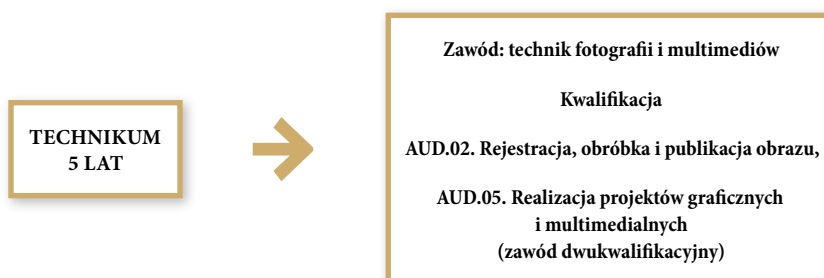 TECHNIKUM
5 LAT
Zawód: technik fotografii i multimediów
Kwalifikacja
AUD.02. Rejestracja, obróbka i publikacja obrazu,
AUD.05. Realizacja projektów graficznych
i multimedialnych
(zawód dwukwalifikacyjny)